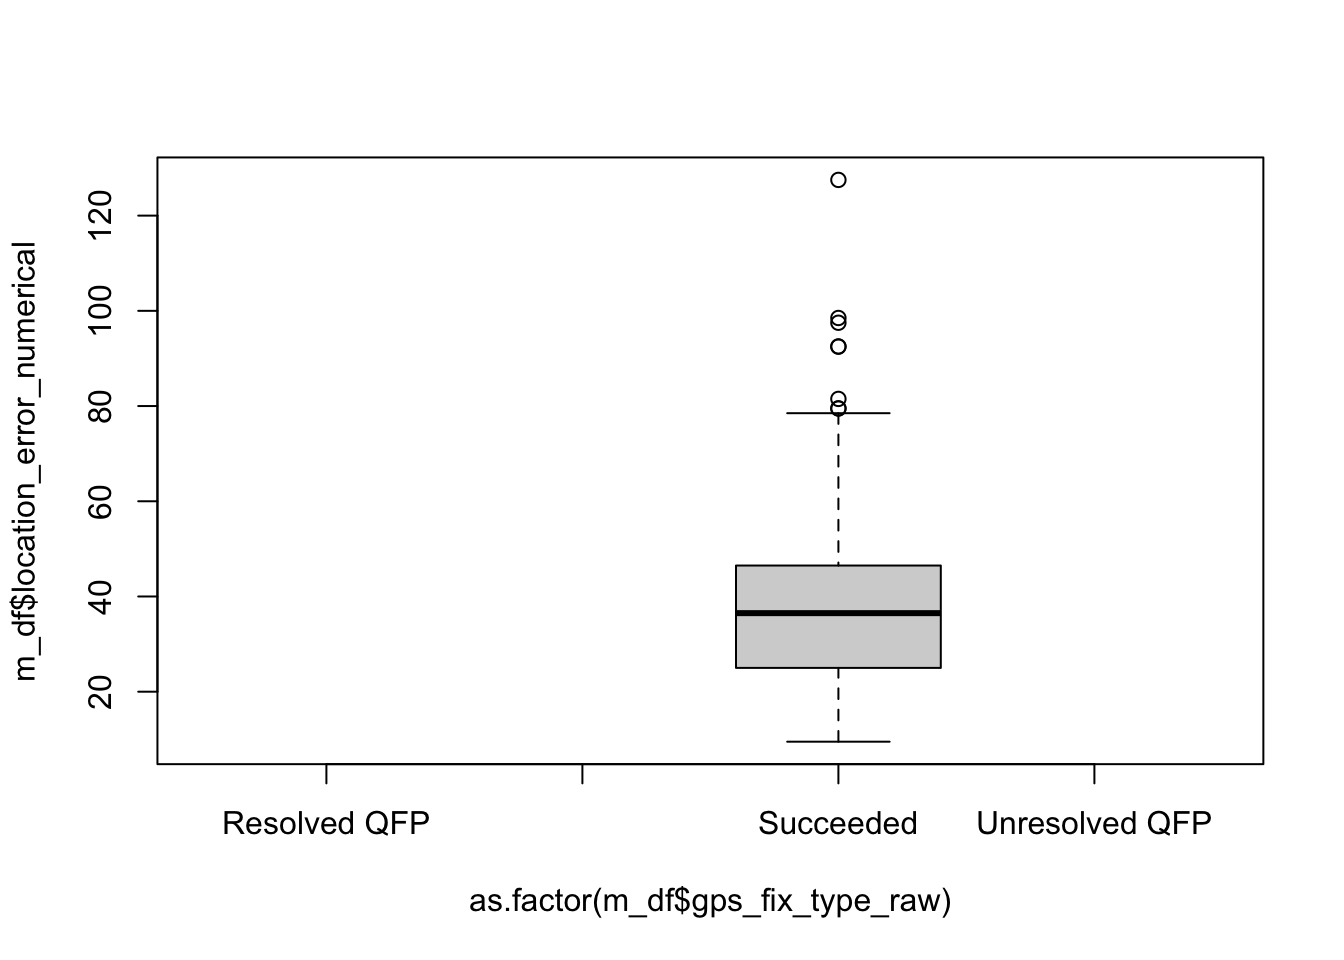 m_df$location_error_numerical
120
100
80
60
40
20
Resolved QFP Succeeded Unresolved QFP
as.factor(m_df$gps_fix_type_raw)